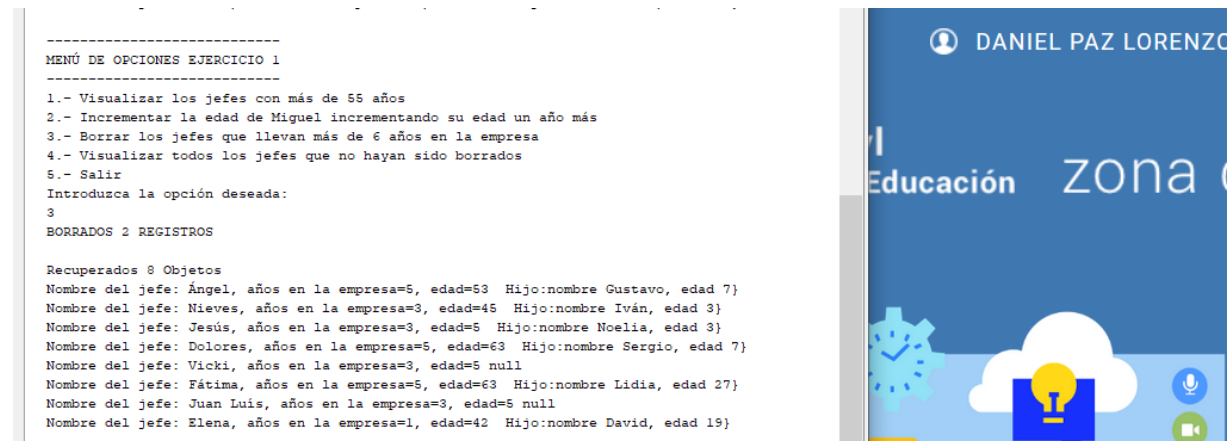 ----------------------------
MENÚ DE OPCIONES EJERCICIO 1
----------------------------
1.- Visualizar los jefes con más de 55 años
2.- Incrementar la edad de Miguel incrementando su edad un año más
3.- Borrar los jefes que llevan más de 6 años en la empresa
4.- Visualizar todos los jefes que no hayan sido borrados
5.- Salir
Introduzca la opción deseada:
3
BORRADOS 2 REGISTROS
Recuperados 8 Objetos
Nombre del jefe: Ángel, años en la empresa=5, edad=53  Hijo:nombre Gustavo, edad 7}
Nombre del jefe: Nieves, años en la empresa=3, edad=45  Hijo:nombre Iván, edad 3}
Nombre del jefe: Jesús, años en la empresa=3, edad=5  Hijo:nombre Noelia, edad 3}
Nombre del jefe: Dolores, años en la empresa=5, edad=63  Hijo:nombre Sergio, edad 7}
Nombre del jefe: Vicki, años en la empresa=3, edad=5 null
Nombre del jefe: Fátima, años en la empresa=5, edad=63  Hijo:nombre Lidia, edad 27}
Nombre del jefe: Juan Luís, años en la empresa=3, edad=5 null
Nombre del jefe: Elena, años en la empresa=1, edad=42  Hijo:nombre David, edad 19}
DANIEL PAZ LORENZO
Educación zona